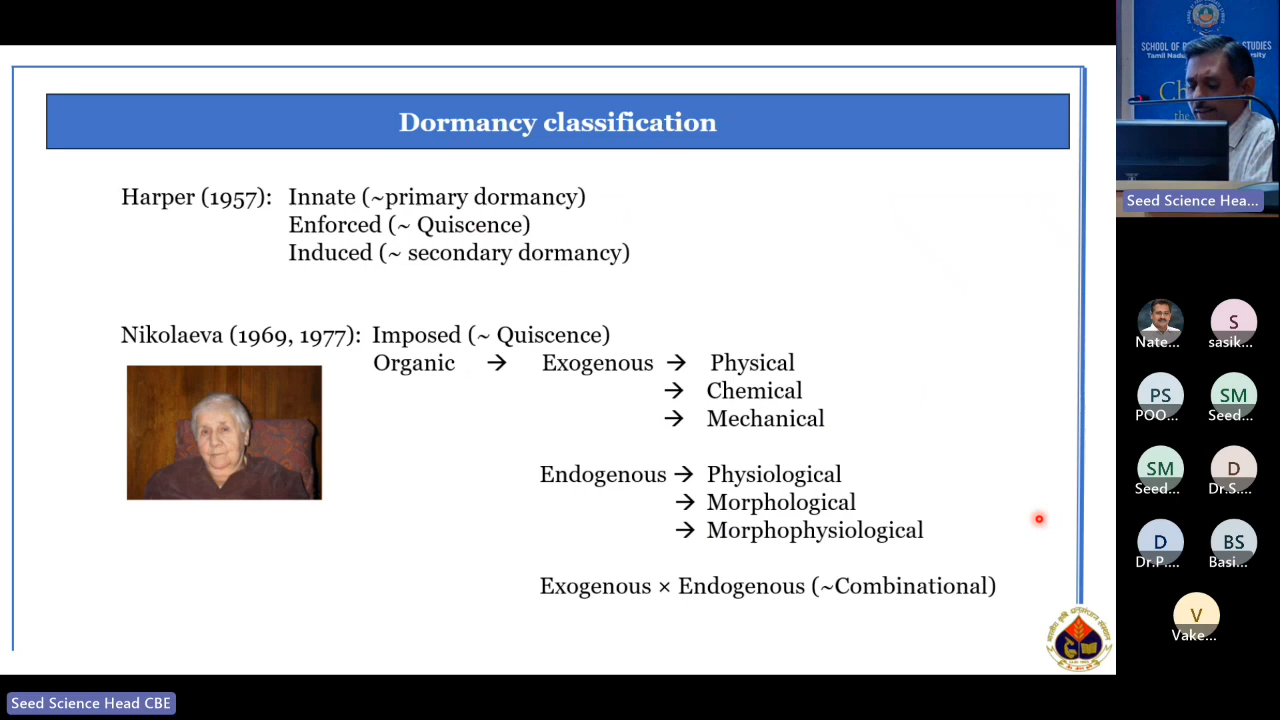 Dormancy classification
Harper (1957): Innate (~primary dormancy)
Enforced (~ Quiscence)
Induced (~ secondary dormancy)
Nikolaeva (1969, 1977): Imposed (~ Quiscence)
Organic → Exogenous → Physical
→ Chemical
→ Mechanical
Endogenous → Physiological
→ Morphological
→ Morphophysiological
Exogenous × Endogenous (~Combinational)
Seed Science Head CBE
SCHOOL OF STUDIES
Tamil
Seed Science Hea...
Nate...
S
sasik...
PS
POO...
SM
Seed...
SM
Seed...
D
Dr.S....
D
Dr.P....
BS
Basi...
V
Vake...